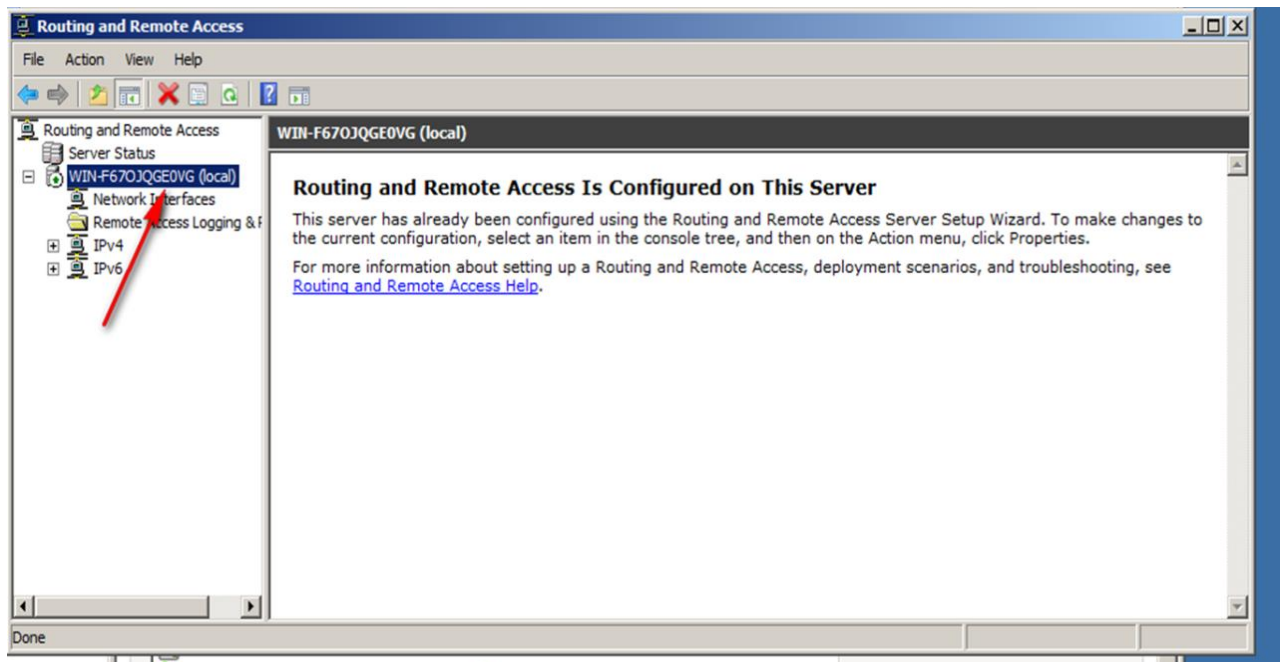 Routing and Remote Access
File Action View Help
Routing and Remote Access
Server Status
WIN-F67OJQGE0VG (local)
Network Interfaces
Remote Access Logging & P
IPv4
IPv6
WIN-F67OJQGE0VG (local)
Routing and Remote Access Is Configured on This Server
This server has already been configured using the Routing and Remote Access Server Setup Wizard. To make changes to
the current configuration, select an item in the console tree, and then on the Action menu, click Properties.
For more information about setting up a Routing and Remote Access, deployment scenarios, and troubleshooting, see
Routing and Remote Access Help.
Done